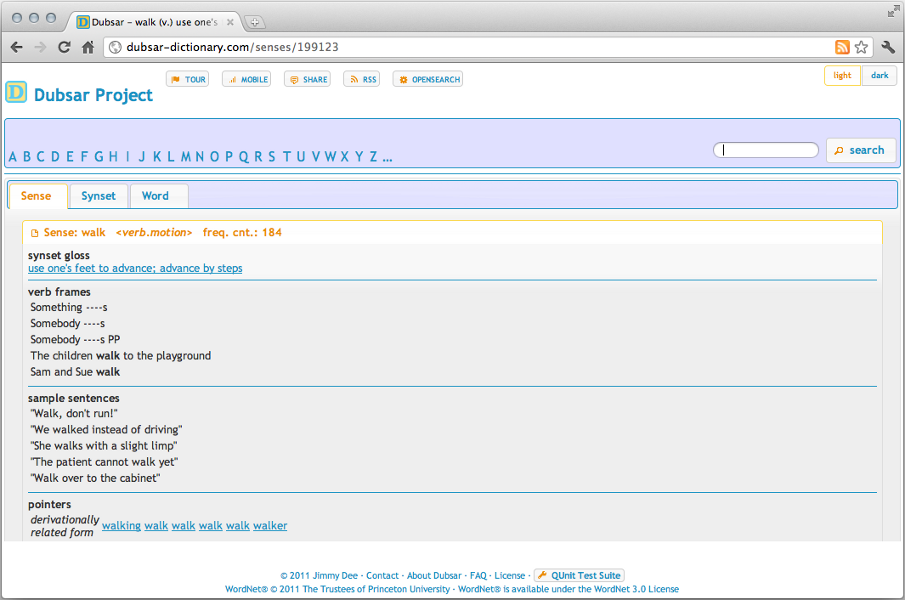 Dubsar – walk (v.) use one's
dubsar-dictionary.com/senses/199123
D Dubsar Project
TOUR MOBILE SHARE RSS OPENSEARCH
light dark
A B C D E F G H I J K L M N O P Q R S T U V W X Y Z ...
search
Sense Synset Word
Sense: walk <verb.motion> freq. cnt.: 184
synset gloss
use one's feet to advance; advance by steps
verb frames
Something ----s
Somebody ----s
Somebody ----s PP
The children walk to the playground
Sam and Sue walk
sample sentences
"Walk, don't run!"
"We walked instead of driving"
"She walks with a slight limp"
"The patient cannot walk yet"
"Walk over to the cabinet"
pointers
derivationally related form walking walk walk walk walk walker
© 2011 Jimmy Dee · Contact · About Dubsar · FAQ · License · QUnit Test Suite
WordNet® © 2011 The Trustees of Princeton University · WordNet® is available under the WordNet 3.0 License